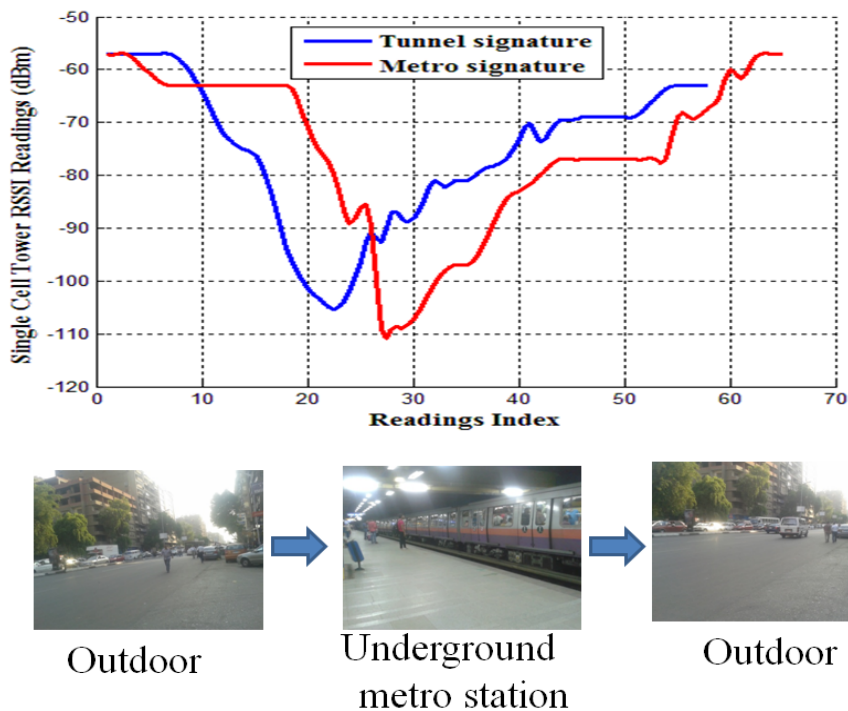 -50
-60
-70
-80
-90
-100
-110
-120
Single Cell Tower RSSI Readings (dBm)
Tunnel signature
Metro signature
0 10 20 30 40 50 60 70
Readings Index
Outdoor
Underground
metro station
Outdoor